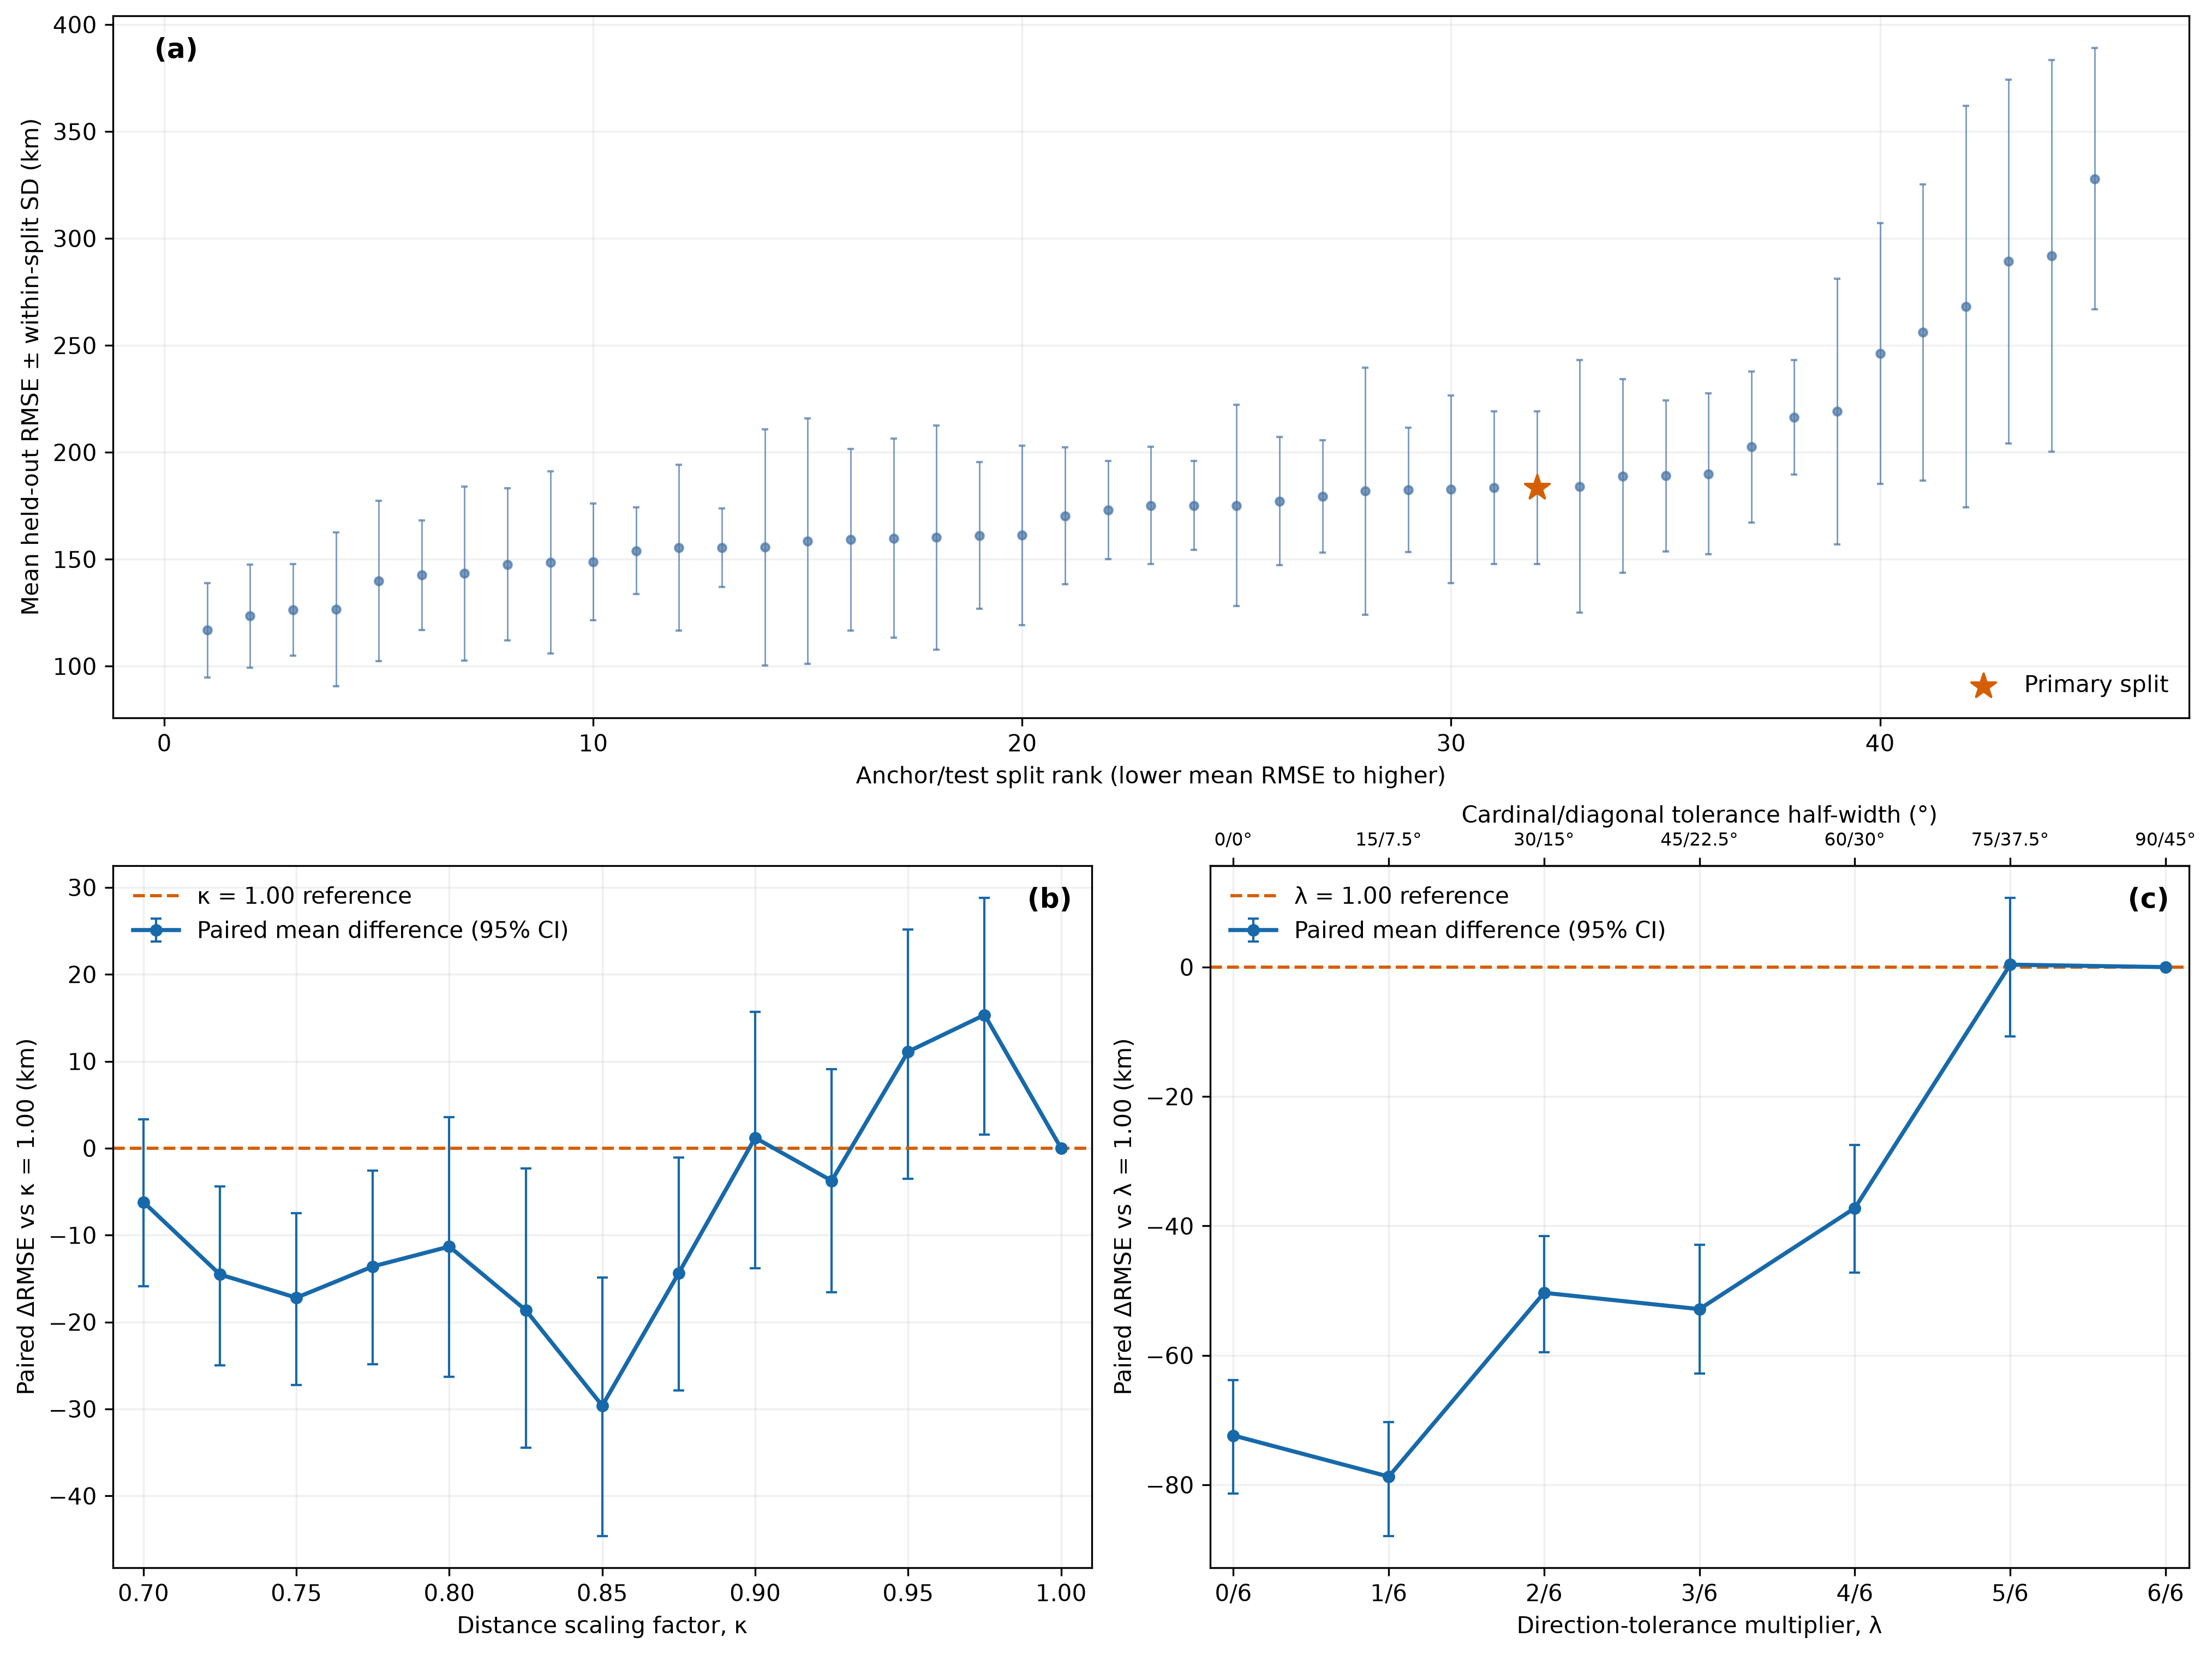 (a)
400
350
300
250
200
150
100
Mean held-out RMSE ± within-split SD (km)
Primary split
0 10 20 30 40
Anchor/test split rank (lower mean RMSE to higher)
(b)
κ = 1.00 reference
Paired mean difference (95% CI)
30
20
10
0
−10
−20
−30
−40
Paired ΔRMSE vs κ = 1.00 (km)
0.70 0.75 0.80 0.85 0.90 0.95 1.00
Distance scaling factor, κ
Cardinal/diagonal tolerance half-width (°)
0/0° 15/7.5° 30/15° 45/22.5° 60/30° 75/37.5° 90/45°
(c)
λ = 1.00 reference
Paired mean difference (95% CI)
0
−20
−40
−60
−80
Paired ΔRMSE vs λ = 1.00 (km)
0/6 1/6 2/6 3/6 4/6 5/6 6/6
Direction-tolerance multiplier, λ